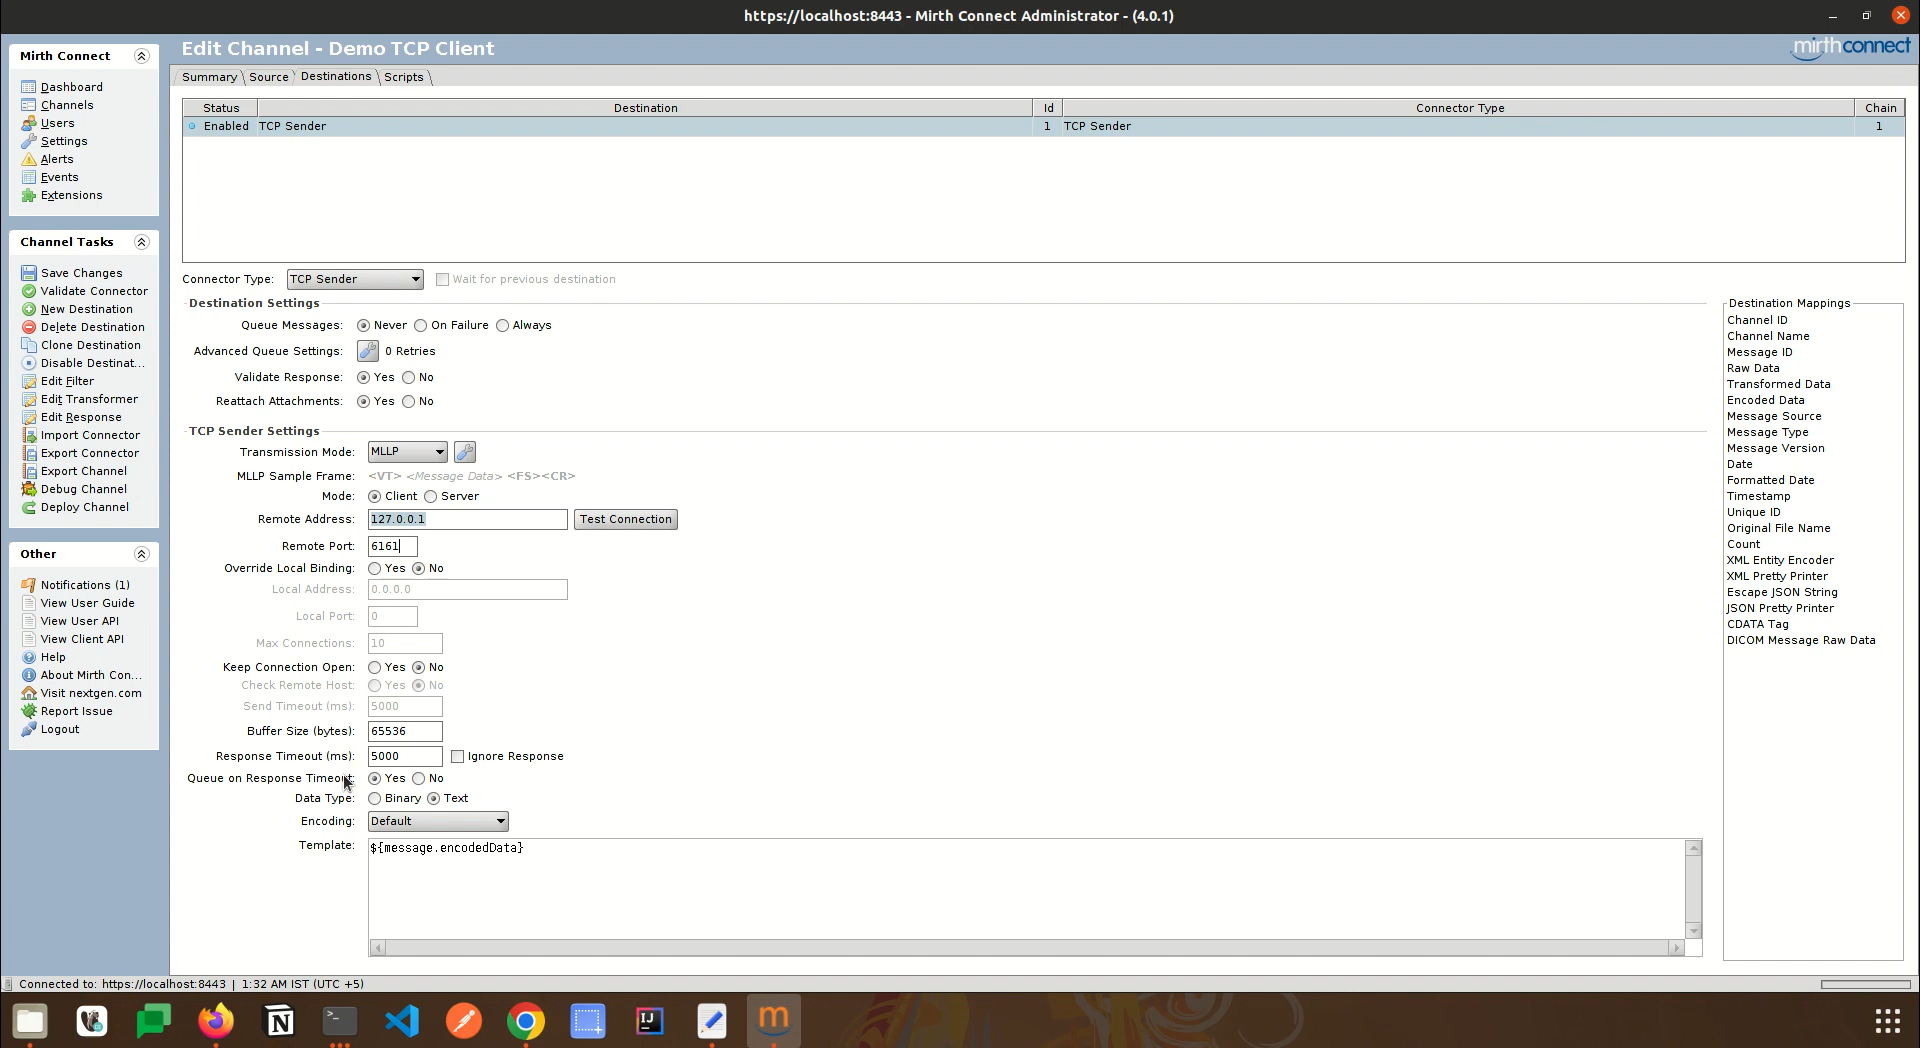 https://localhost:8443 - Mirth Connect Administrator - (4.0.1)
Mirth Connect
Dashboard
Channels
Users
Settings
Alerts
Events
Extensions
Channel Tasks
Save Changes
Validate Connector
New Destination
Delete Destination
Clone Destination
Disable Destinat...
Edit Filter
Edit Transformer
Edit Response
Import Connector
Export Connector
Export Channel
Debug Channel
Deploy Channel
Other
Notifications (1)
View User Guide
View User API
View Client API
Help
About Mirth Con...
Visit nextgen.com
Report Issue
Logout
Edit Channel - Demo TCP Client
mirthconnect
Summary Source Destinations Scripts
Status Destination Id Connector Type Chain
Enabled TCP Sender 1 TCP Sender 1
Connector Type: TCP Sender Wait for previous destination
Destination Settings
Queue Messages: Never On Failure Always
Advanced Queue Settings: 0 Retries
Validate Response: Yes No
Reattach Attachments: Yes No
TCP Sender Settings
Transmission Mode: MLLP
MLLP Sample Frame: <VT> <Message Data> <FS><CR>
Mode: Client Server
Remote Address: 127.0.0.1 Test Connection
Remote Port: 6161
Override Local Binding: Yes No
Local Address: 0.0.0.0
Local Port: 0
Max Connections: 10
Keep Connection Open: Yes No
Check Remote Host: Yes No
Send Timeout (ms): 5000
Buffer Size (bytes): 65536
Response Timeout (ms): 5000 Ignore Response
Queue on Response Timeout: Yes No
Data Type: Binary Text
Encoding: Default
Template: ${message.encodedData}
Destination Mappings
Channel ID
Channel Name
Message ID
Raw Data
Transformed Data
Encoded Data
Message Source
Message Type
Message Version
Date
Formatted Date
Timestamp
Unique ID
Original File Name
Count
XML Entity Encoder
XML Pretty Printer
Escape JSON String
JSON Pretty Printer
CDATA Tag
DICOM Message Raw Data
Connected to: https://localhost:8443 | 1:32 AM IST (UTC +5)
N >_ IJ m